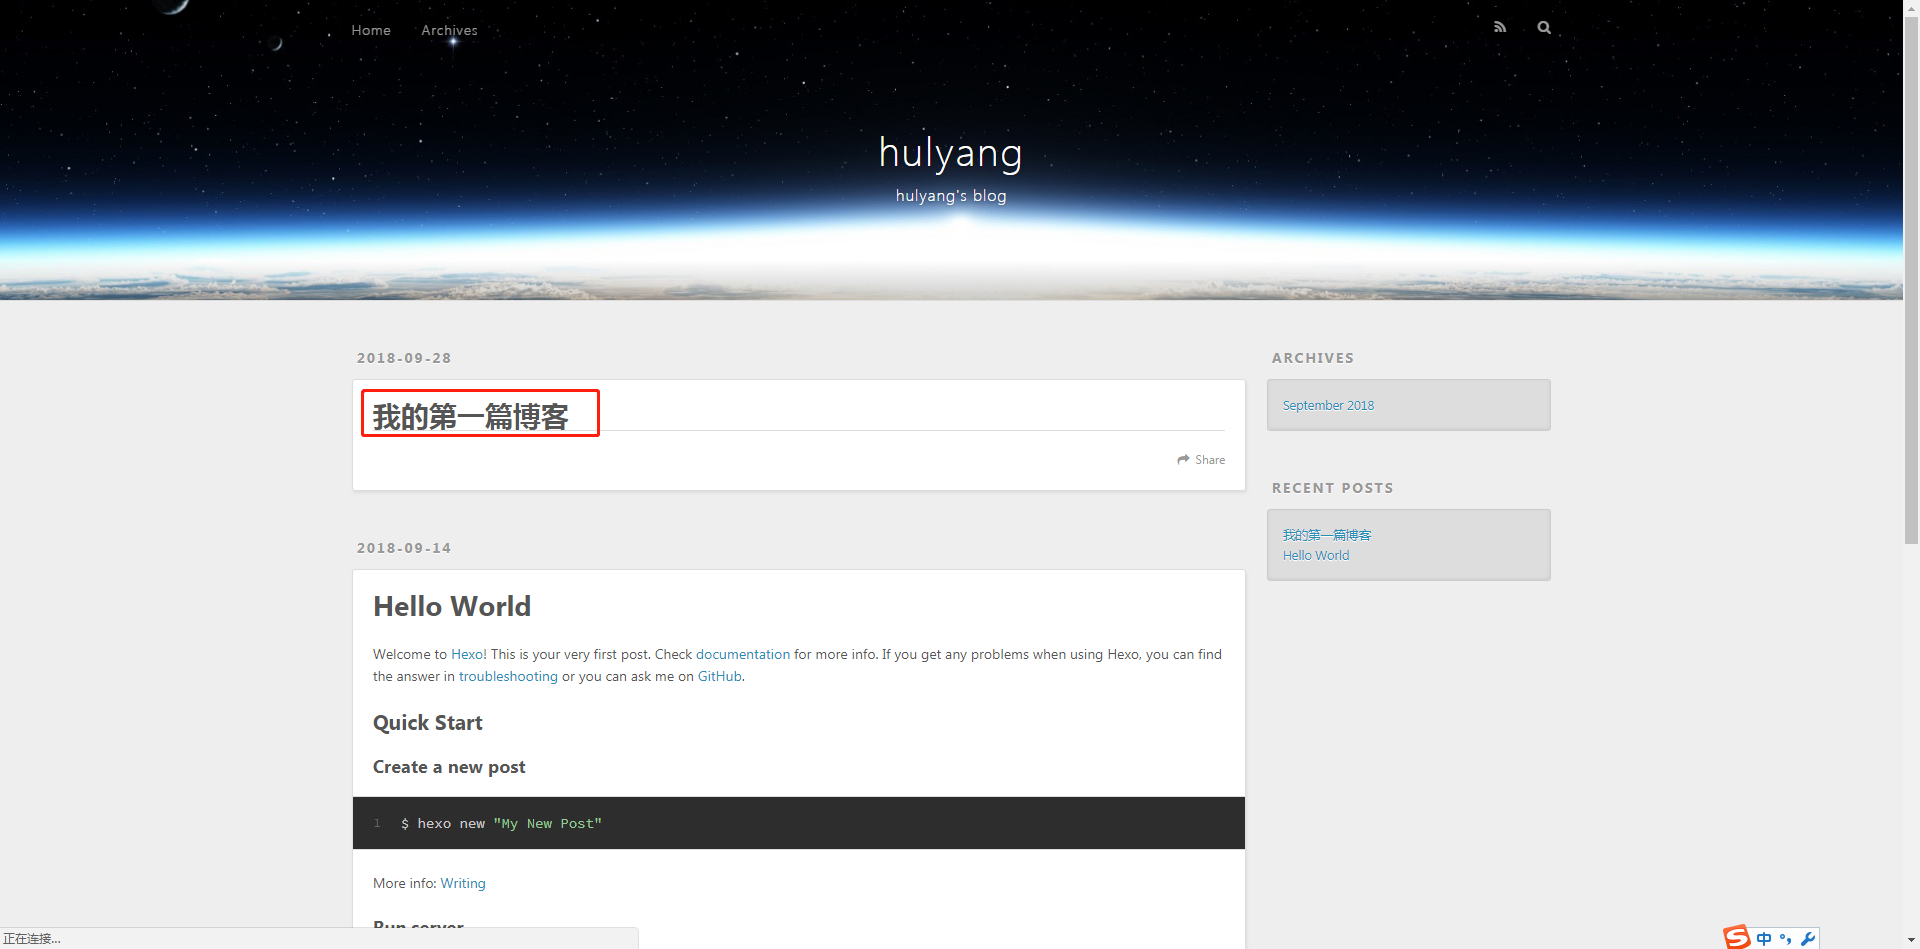 Home Archives
hulyang
hulyang's blog
2018-09-28
我的第一篇博客
Share
2018-09-14
Hello World
Welcome to Hexo! This is your very first post. Check documentation for more info. If you get any problems when using Hexo, you can find
the answer in troubleshooting or you can ask me on GitHub.
Quick Start
Create a new post
1 $ hexo new "My New Post"
More info: Writing
Run server
ARCHIVES
September 2018
RECENT POSTS
我的第一篇博客
Hello World
正在连接...
S 中 °,